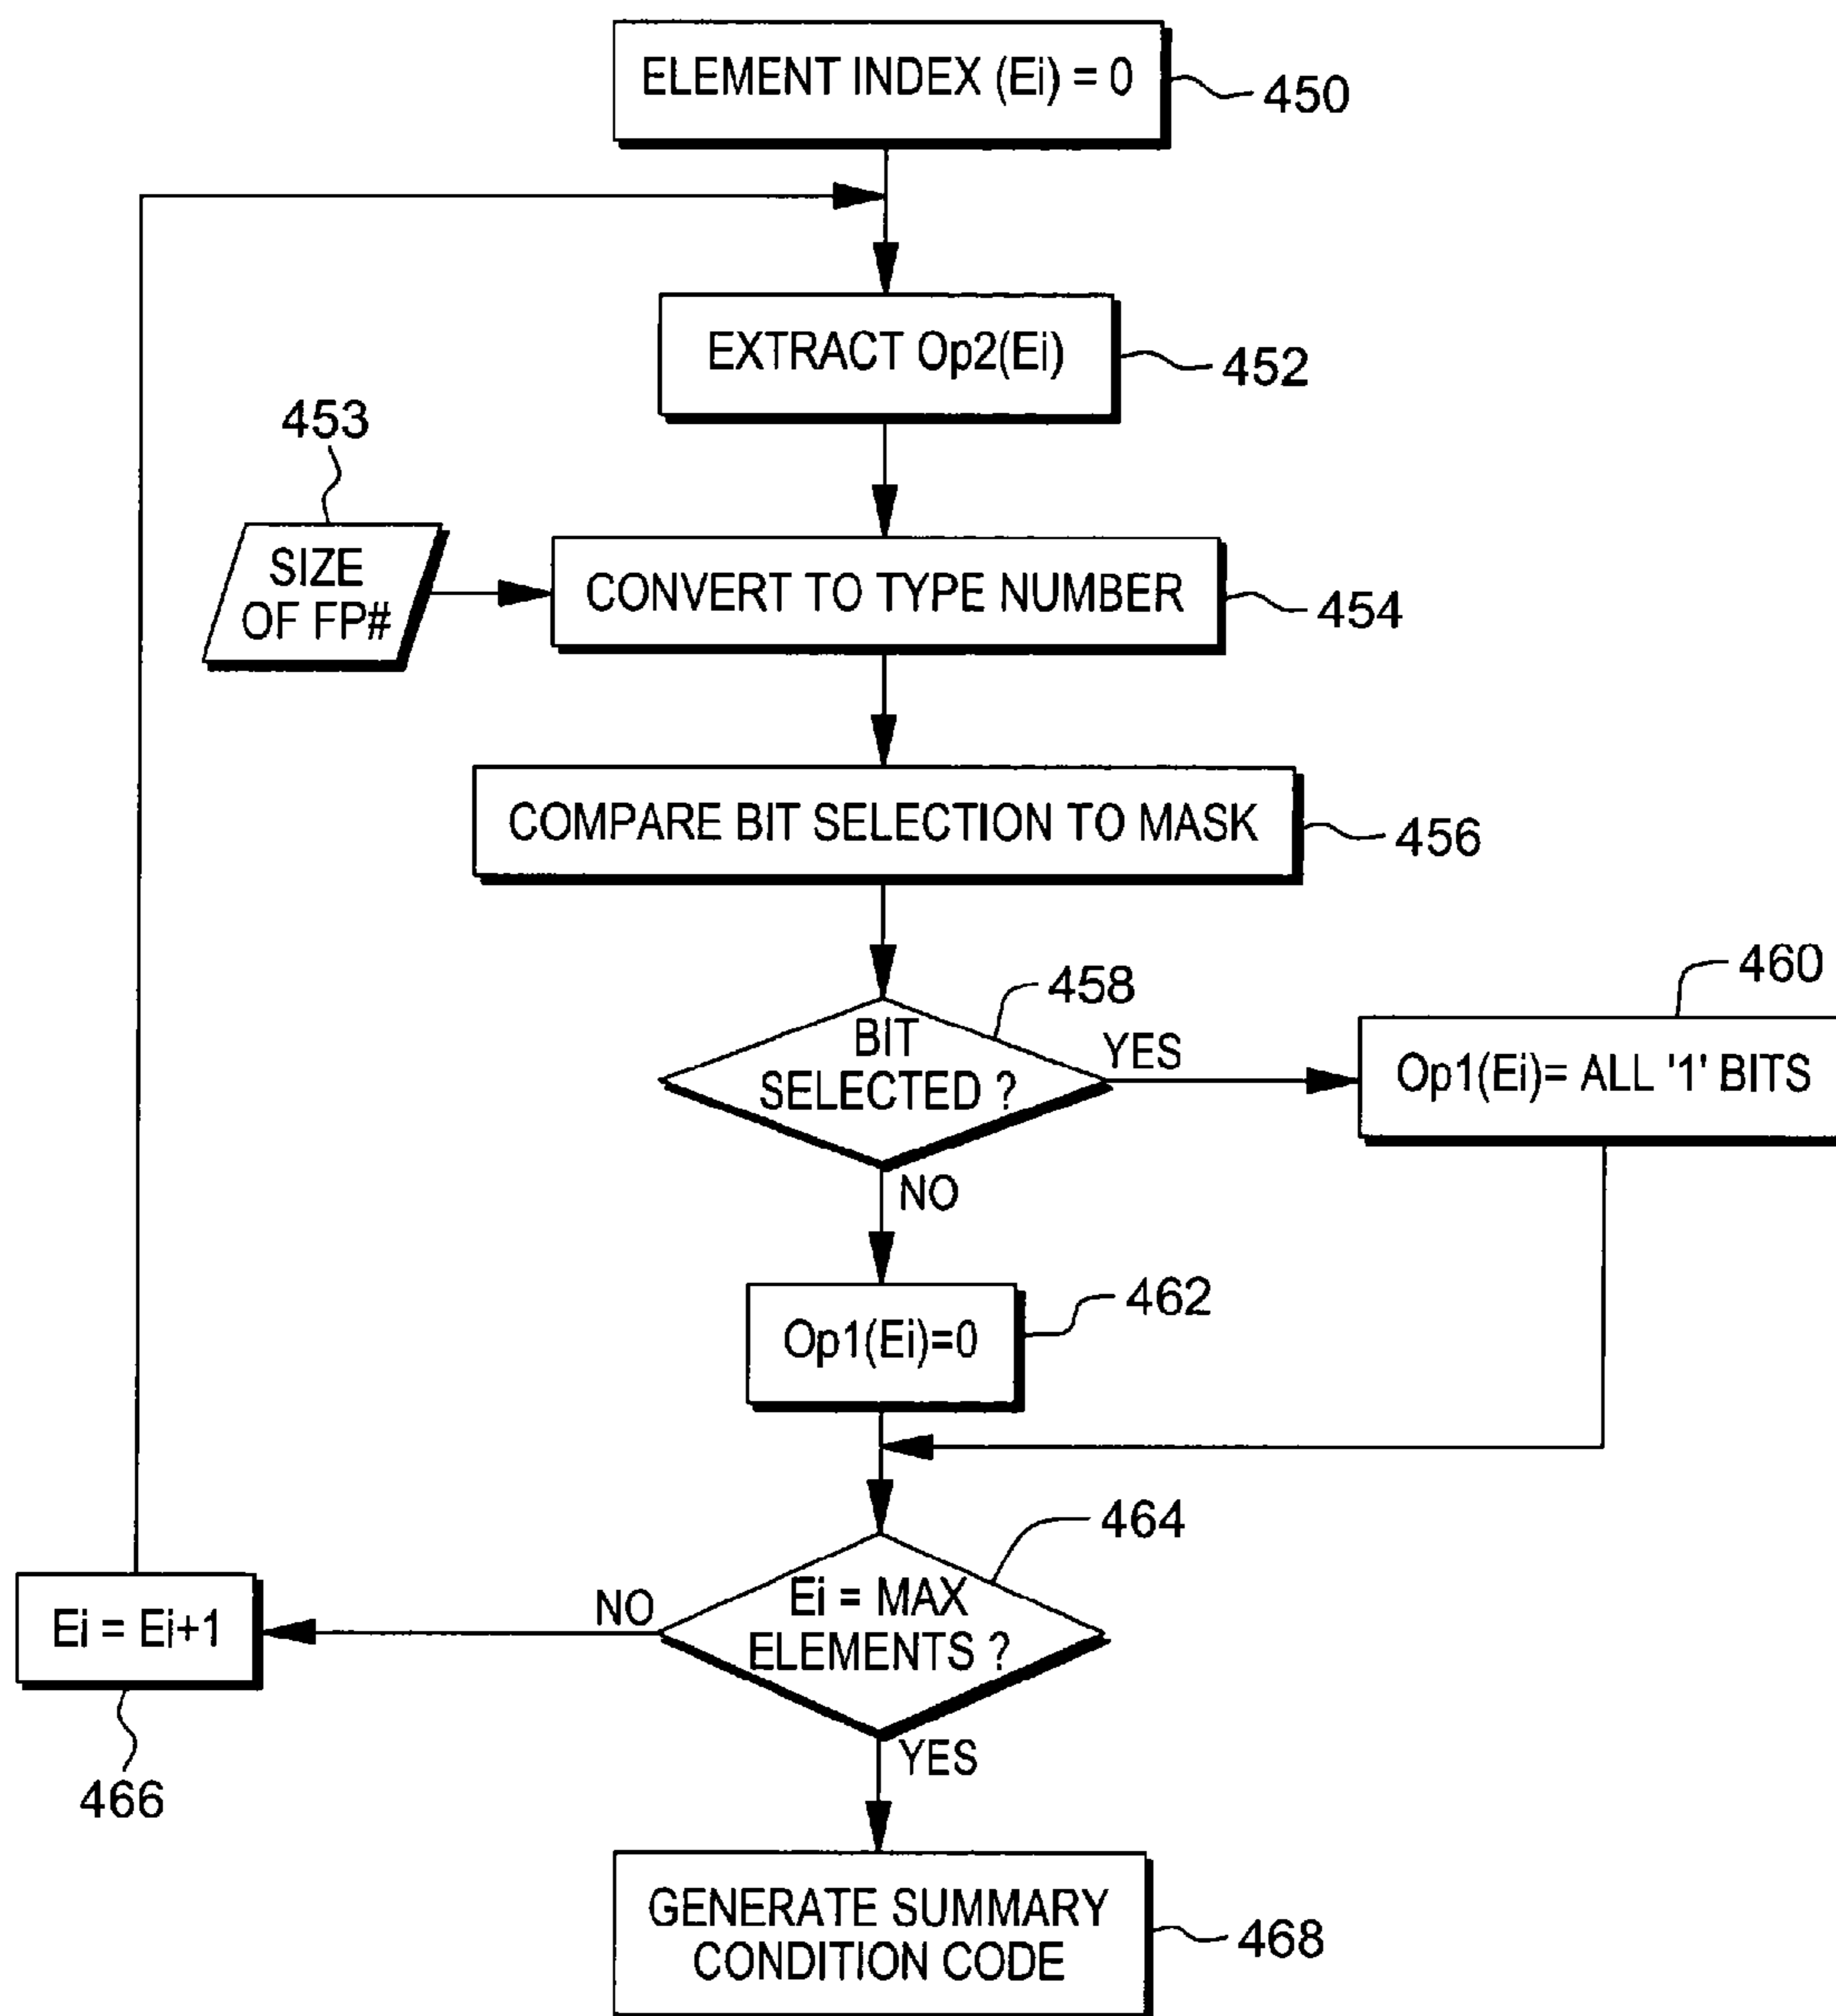 ELEMENT INDEX (Ei) = 0
450
EXTRACT Op2(Ei)
452
453
SIZE
OF FP#
CONVERT TO TYPE NUMBER
454
COMPARE BIT SELECTION TO MASK
456
458
BIT
SELECTED ?
YES
460
Op1(Ei)= ALL '1' BITS
NO
462
Op1(Ei)=0
464
Ei = MAX
ELEMENTS ?
NO
Ei = Ei+1
466
YES
GENERATE SUMMARY
CONDITION CODE
468